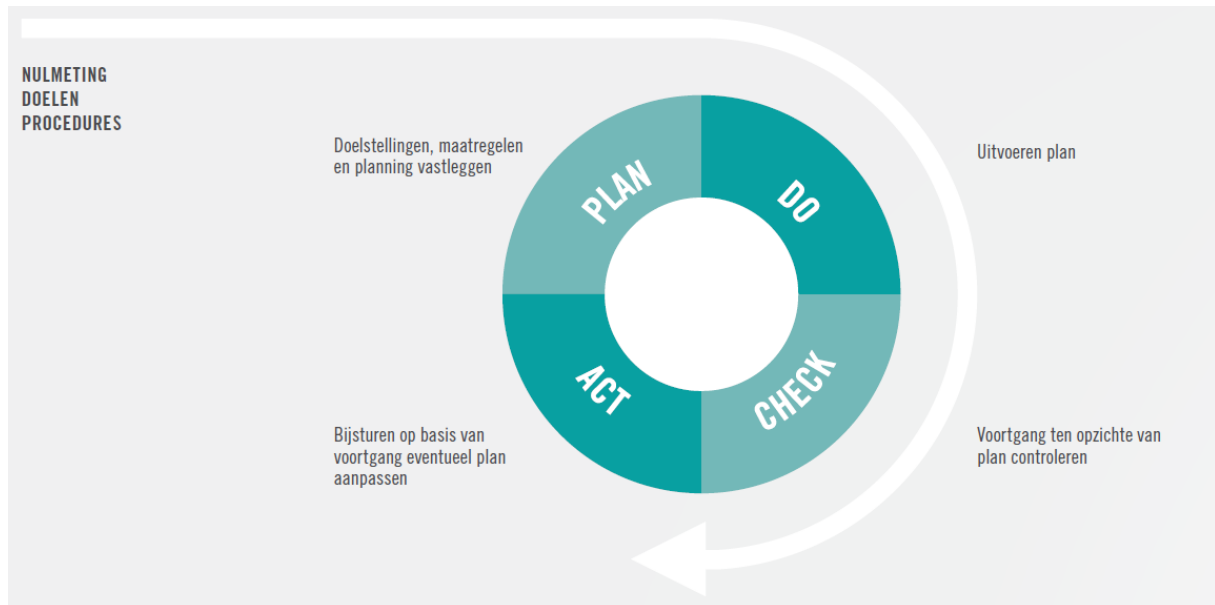 NULMETING
DOELEN
PROCEDURES
Doelstellingen, maatregelen
en planning vastleggen
PLAN
DO
Uitvoeren plan
ACT
CHECK
Bijsturen op basis van
voortgang eventueel plan
aanpassen
Voortgang ten opzichte van
plan controleren